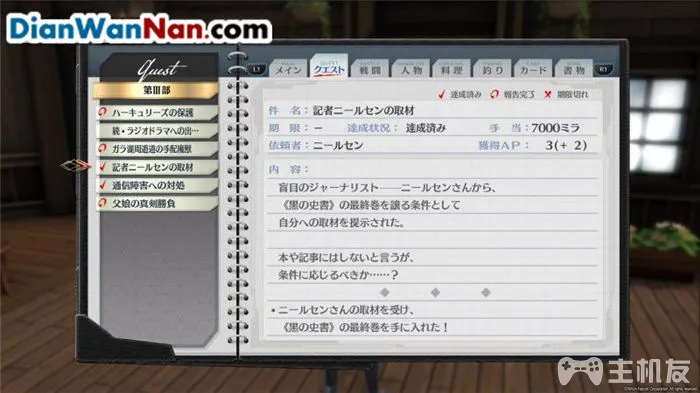 DianWanNan.com
quest
第Ⅲ部
L1 メイン クエスト 戦闘 人物 料理 釣り カード 書物 R1
達成済み 報告完了 期限切れ
ハーキュリーズの保護
続・ラジオドラマへの出…
ガラ湖周遊道の手配魔獣
記者ニールセンの取材
通信障害への対処
父娘の真剣勝負
件 名：記者ニールセンの取材
期 限：－ 達成状況：達成済み 手 当：7000ミラ
依頼者：ニールセン 獲得AP： 3(+ 2)
内 容：
盲目のジャーナリスト──ニールセンさんから、
《黒の史書》の最終巻を譲る条件として
自分への取材を提示された。
本や記事にはしないと言うが、
条件に応じるべきか……？
・ニールセンさんの取材を受け、
《黒の史書》の最終巻を手に入れた！
主机友